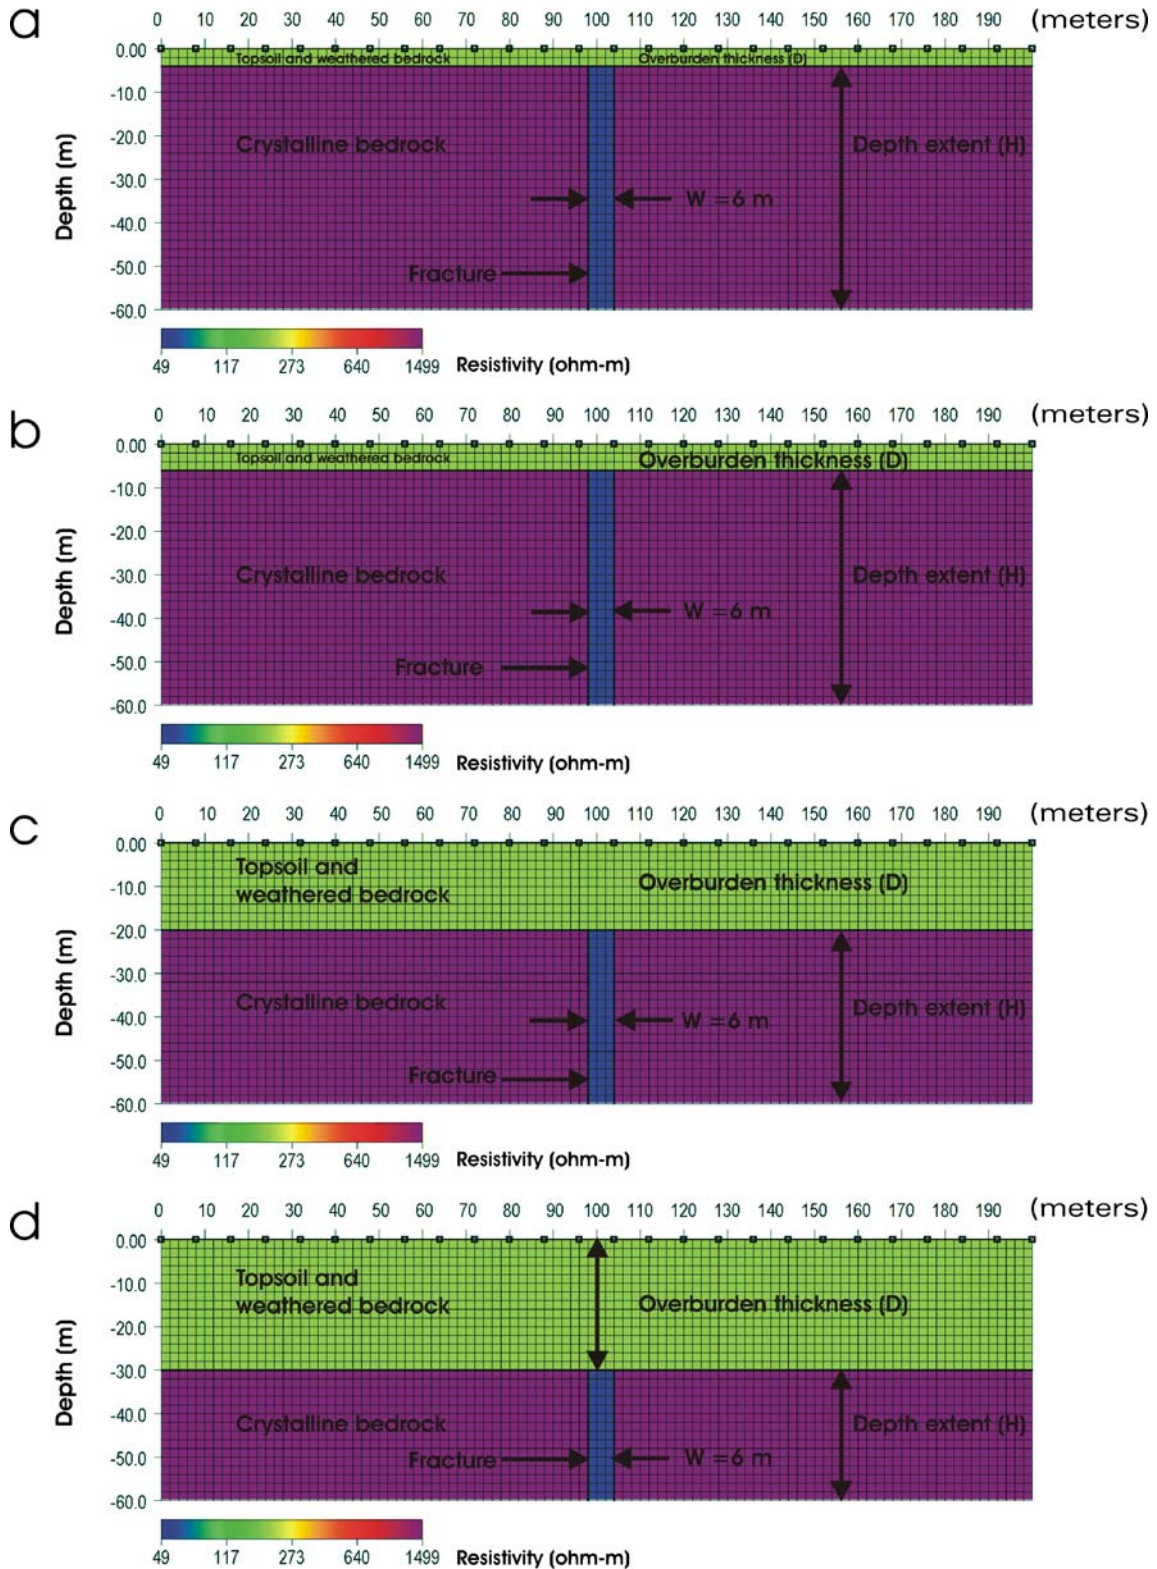 a
0 10 20 30 40 50 60 70 80 90 100 110 120 130 140 150 160 170 180 190 (meters)
0.00
Topsoil and weathered bedrock Overburden thickness (D)
-10.0
Crystalline bedrock Depth extent (H)
-20.0
-30.0
W = 6 m
-40.0
Fracture
-50.0
-60.0
Depth (m)
49 117 273 640 1499 Resistivity (ohm-m)
b
0 10 20 30 40 50 60 70 80 90 100 110 120 130 140 150 160 170 180 190 (meters)
0.00
Topsoil and weathered bedrock Overburden thickness (D)
-10.0
-20.0
-30.0
Crystalline bedrock Depth extent (H)
-40.0
W = 6 m
-50.0
Fracture
-60.0
Depth (m)
49 117 273 640 1499 Resistivity (ohm-m)
c
0 10 20 30 40 50 60 70 80 90 100 110 120 130 140 150 160 170 180 190 (meters)
0.00
Topsoil and
weathered bedrock Overburden thickness (D)
-10.0
-20.0
-30.0
Crystalline bedrock Depth extent (H)
-40.0
W = 6 m
-50.0
Fracture
-60.0
Depth (m)
49 117 273 640 1499 Resistivity (ohm-m)
d
0 10 20 30 40 50 60 70 80 90 100 110 120 130 140 150 160 170 180 190 (meters)
0.00
Topsoil and
-10.0
weathered bedrock Overburden thickness (D)
-20.0
-30.0
-40.0
Crystalline bedrock Depth extent (H)
-50.0
Fracture W = 6 m
-60.0
Depth (m)
49 117 273 640 1499 Resistivity (ohm-m)